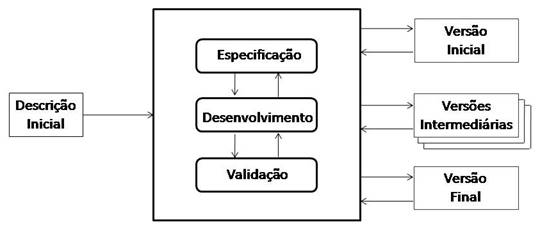 Descrição
Inicial
Especificação
Desenvolvimento
Validação
Versão
Inicial
Versões
Intermediárias
Versão
Final